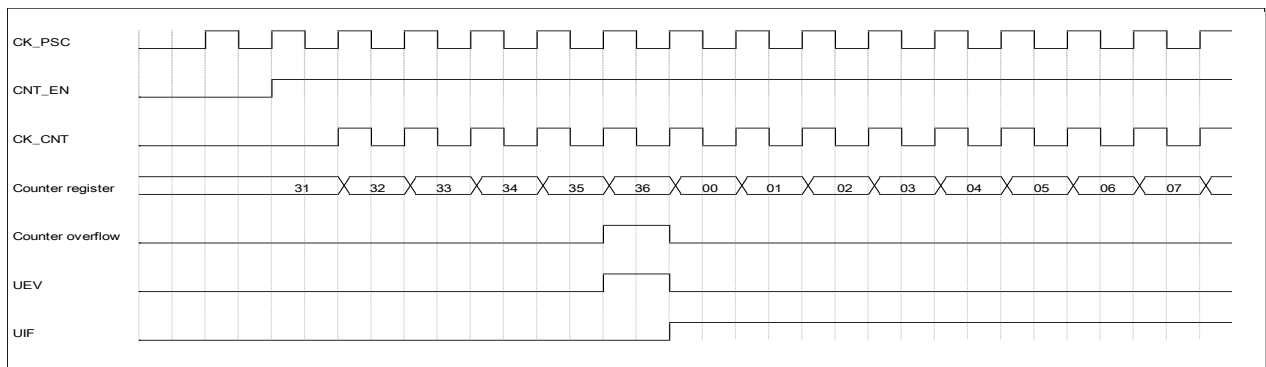 CK_PSC
CNT_EN
CK_CNT
Counter register 31 32 33 34 35 36 00 01 02 03 04 05 06 07
Counter overflow
UEV
UIF